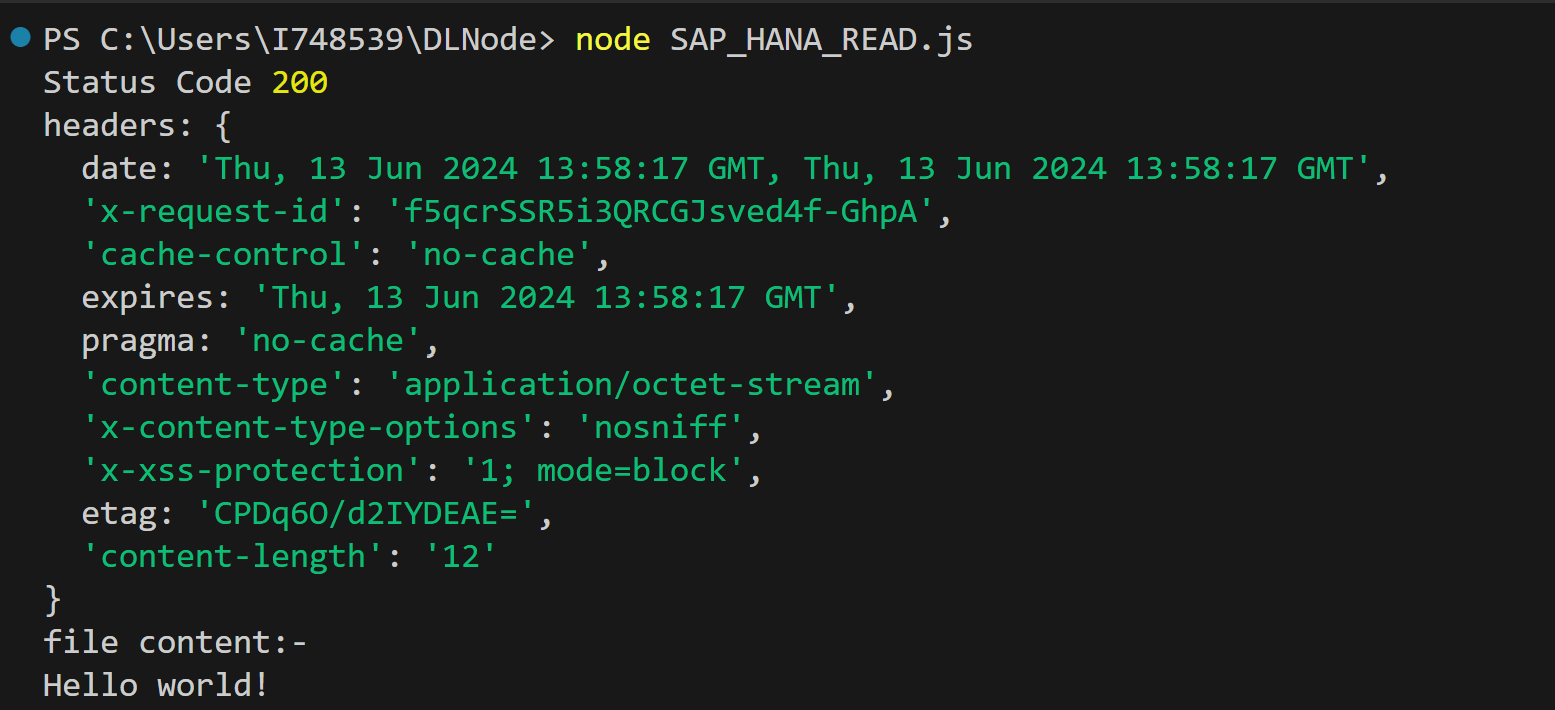 PS C:\Users\I748539\DLNode> node SAP_HANA_READ.js
Status Code 200
headers: {
  date: 'Thu, 13 Jun 2024 13:58:17 GMT, Thu, 13 Jun 2024 13:58:17 GMT',
  'x-request-id': 'f5qcrSSR5i3QRCGJsved4f-GhpA',
  'cache-control': 'no-cache',
  expires: 'Thu, 13 Jun 2024 13:58:17 GMT',
  pragma: 'no-cache',
  'content-type': 'application/octet-stream',
  'x-content-type-options': 'nosniff',
  'x-xss-protection': '1; mode=block',
  etag: 'CPDq6O/d2IYDEAE=',
  'content-length': '12'
}
file content:-
Hello world!